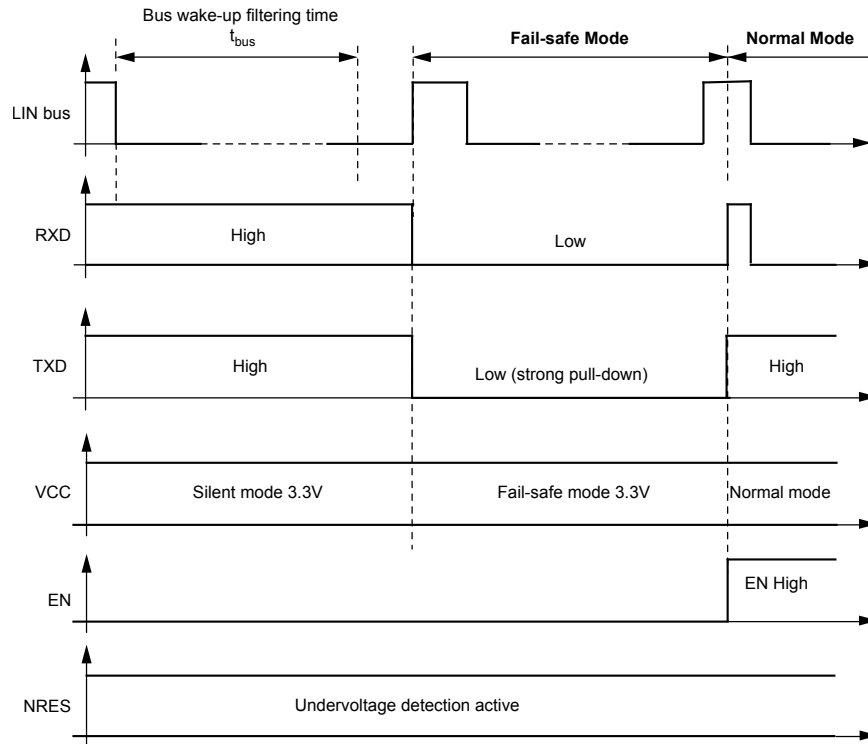 Bus wake-up filtering time
tbus
Fail-safe Mode
Normal Mode
LIN bus
RXD
High
Low
TXD
High
Low (strong pull-down)
High
VCC
Silent mode 3.3V
Fail-safe mode 3.3V
Normal mode
EN
EN High
NRES
Undervoltage detection active